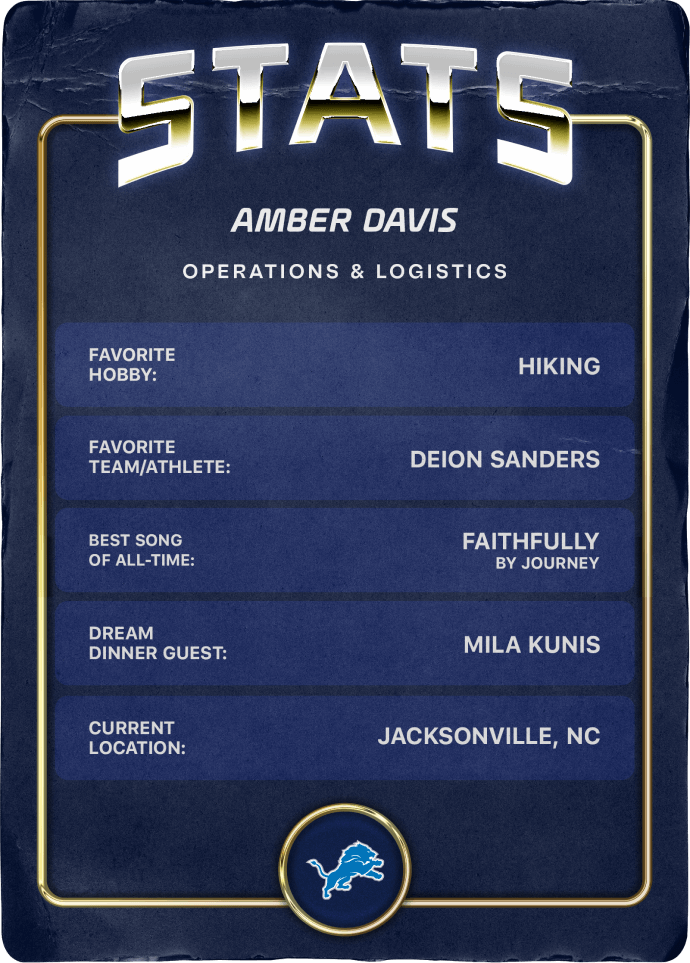 STATS
AMBER DAVIS
OPERATIONS & LOGISTICS
FAVORITE
HOBBY:
HIKING
FAVORITE
TEAM/ATHLETE:
DEION SANDERS
BEST SONG
OF ALL-TIME:
FAITHFULLY
BY JOURNEY
DREAM
DINNER GUEST:
MILA KUNIS
CURRENT
LOCATION:
JACKSONVILLE, NC